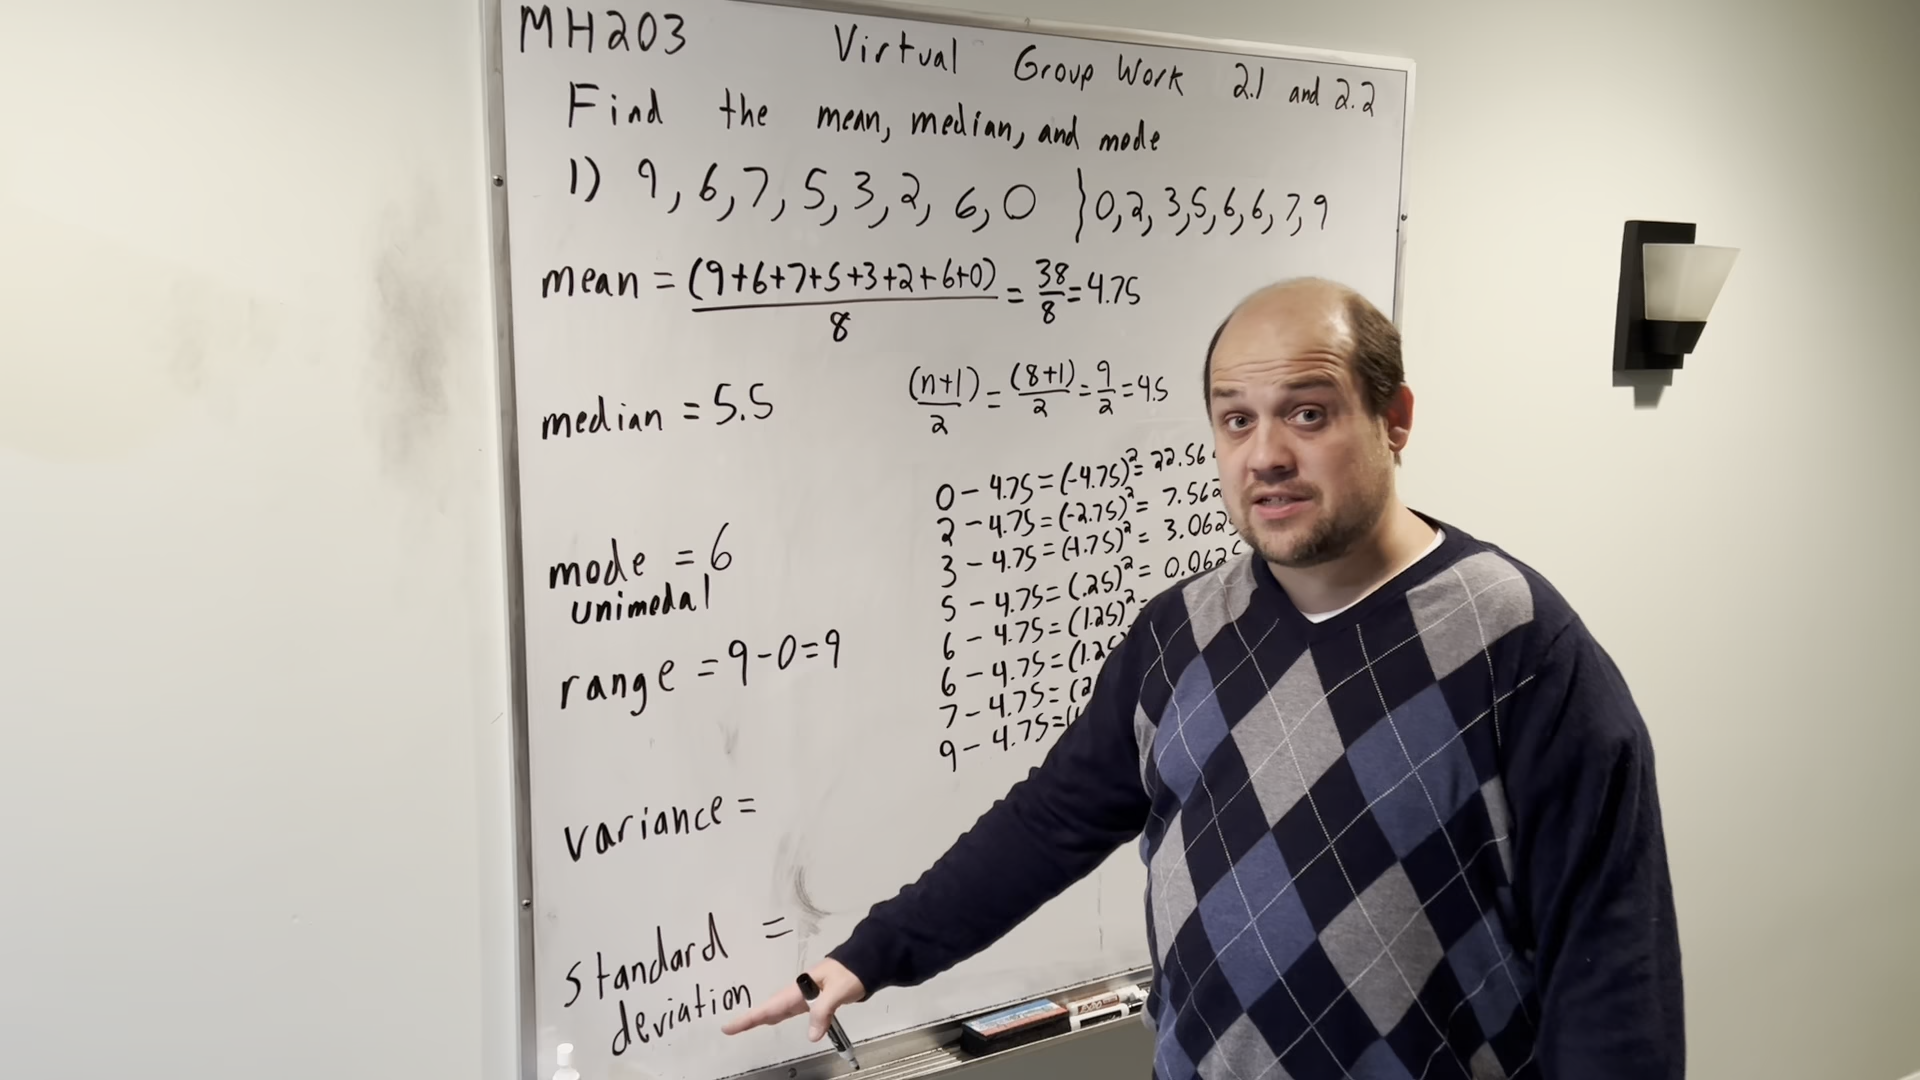 MH203 Virtual Group Work 2.1 and 2.2
Find the mean, median, and mode
1) 9, 6, 7, 5, 3, 2, 6, 0 } 0, 2, 3, 5, 6, 6, 7, 9
mean = (9+6+7+5+3+2+6+0)/8 = 38/8 = 4.75
median = 5.5
(n+1)/2 = (8+1)/2 = 9/2 = 4.5
0 - 4.75 = (-4.75)² = 22.56
2 - 4.75 = (-2.75)² = 7.562
3 - 4.75 = (-1.75)² = 3.0625
5 - 4.75 = (.25)² = 0.0625
6 - 4.75 = (1.25)² =
6 - 4.75 = (1.25)
7 - 4.75 = (2
9 - 4.75 = (
mode = 6
unimodal
range = 9-0=9
variance =
standard =
deviation